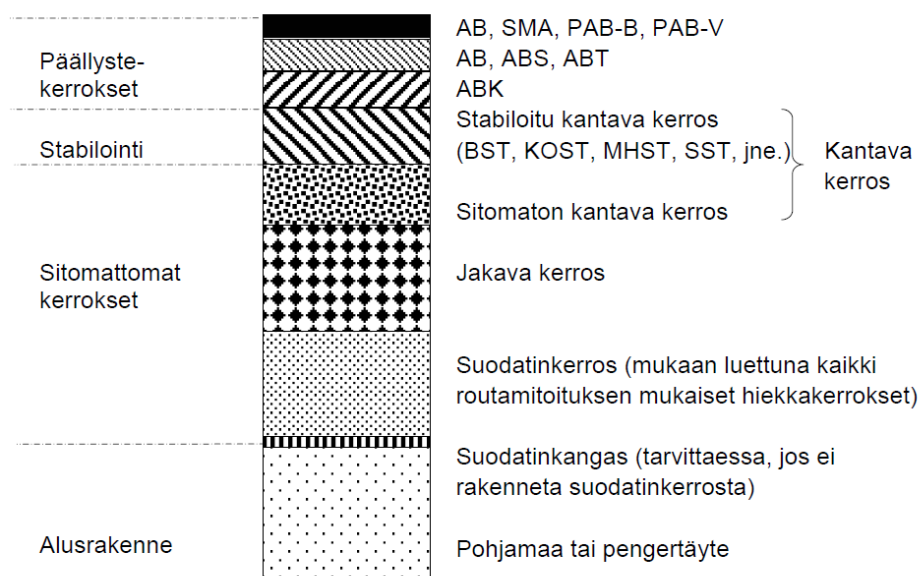 Päällyste-
kerrokset
Stabilointi
Sitomattomat
kerrokset
Alusrakenne
AB, SMA, PAB-B, PAB-V
AB, ABS, ABT
ABK
Stabiloitu kantava kerros
(BST, KOST, MHST, SST, jne.)
Sitomaton kantava kerros
Kantava
kerros
Jakava kerros
Suodatinkerros (mukaan luettuna kaikki
routamitoituksen mukaiset hiekkakerrokset)
Suodatinkangas (tarvittaessa, jos ei
rakenneta suodatinkerrosta)
Pohjamaa tai pengertäyte